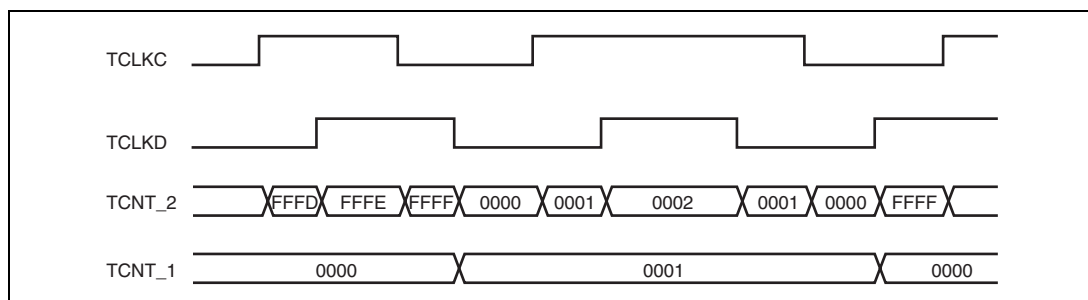 TCLKC
TCLKD
TCNT_2 FFFD FFFE FFFF 0000 0001 0002 0001 0000 FFFF
TCNT_1 0000 0001 0000